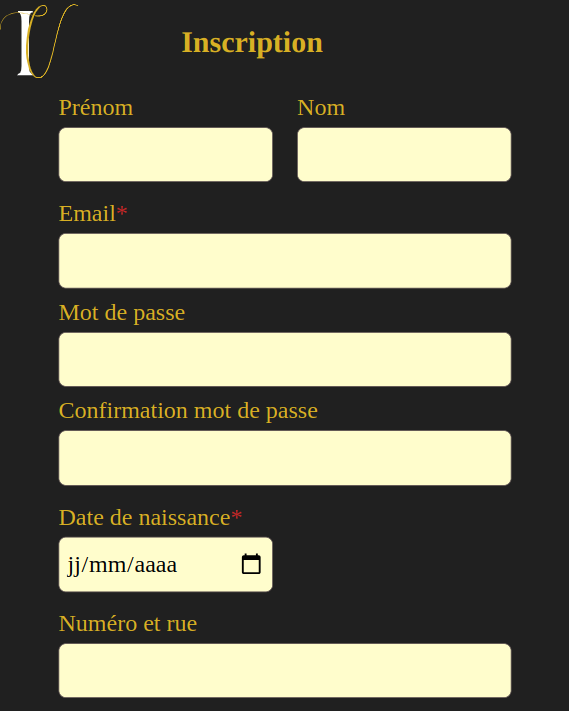 IV
Inscription
Prénom Nom
Email*
Mot de passe
Confirmation mot de passe
Date de naissance*
jj/mm/aaaa
Numéro et rue